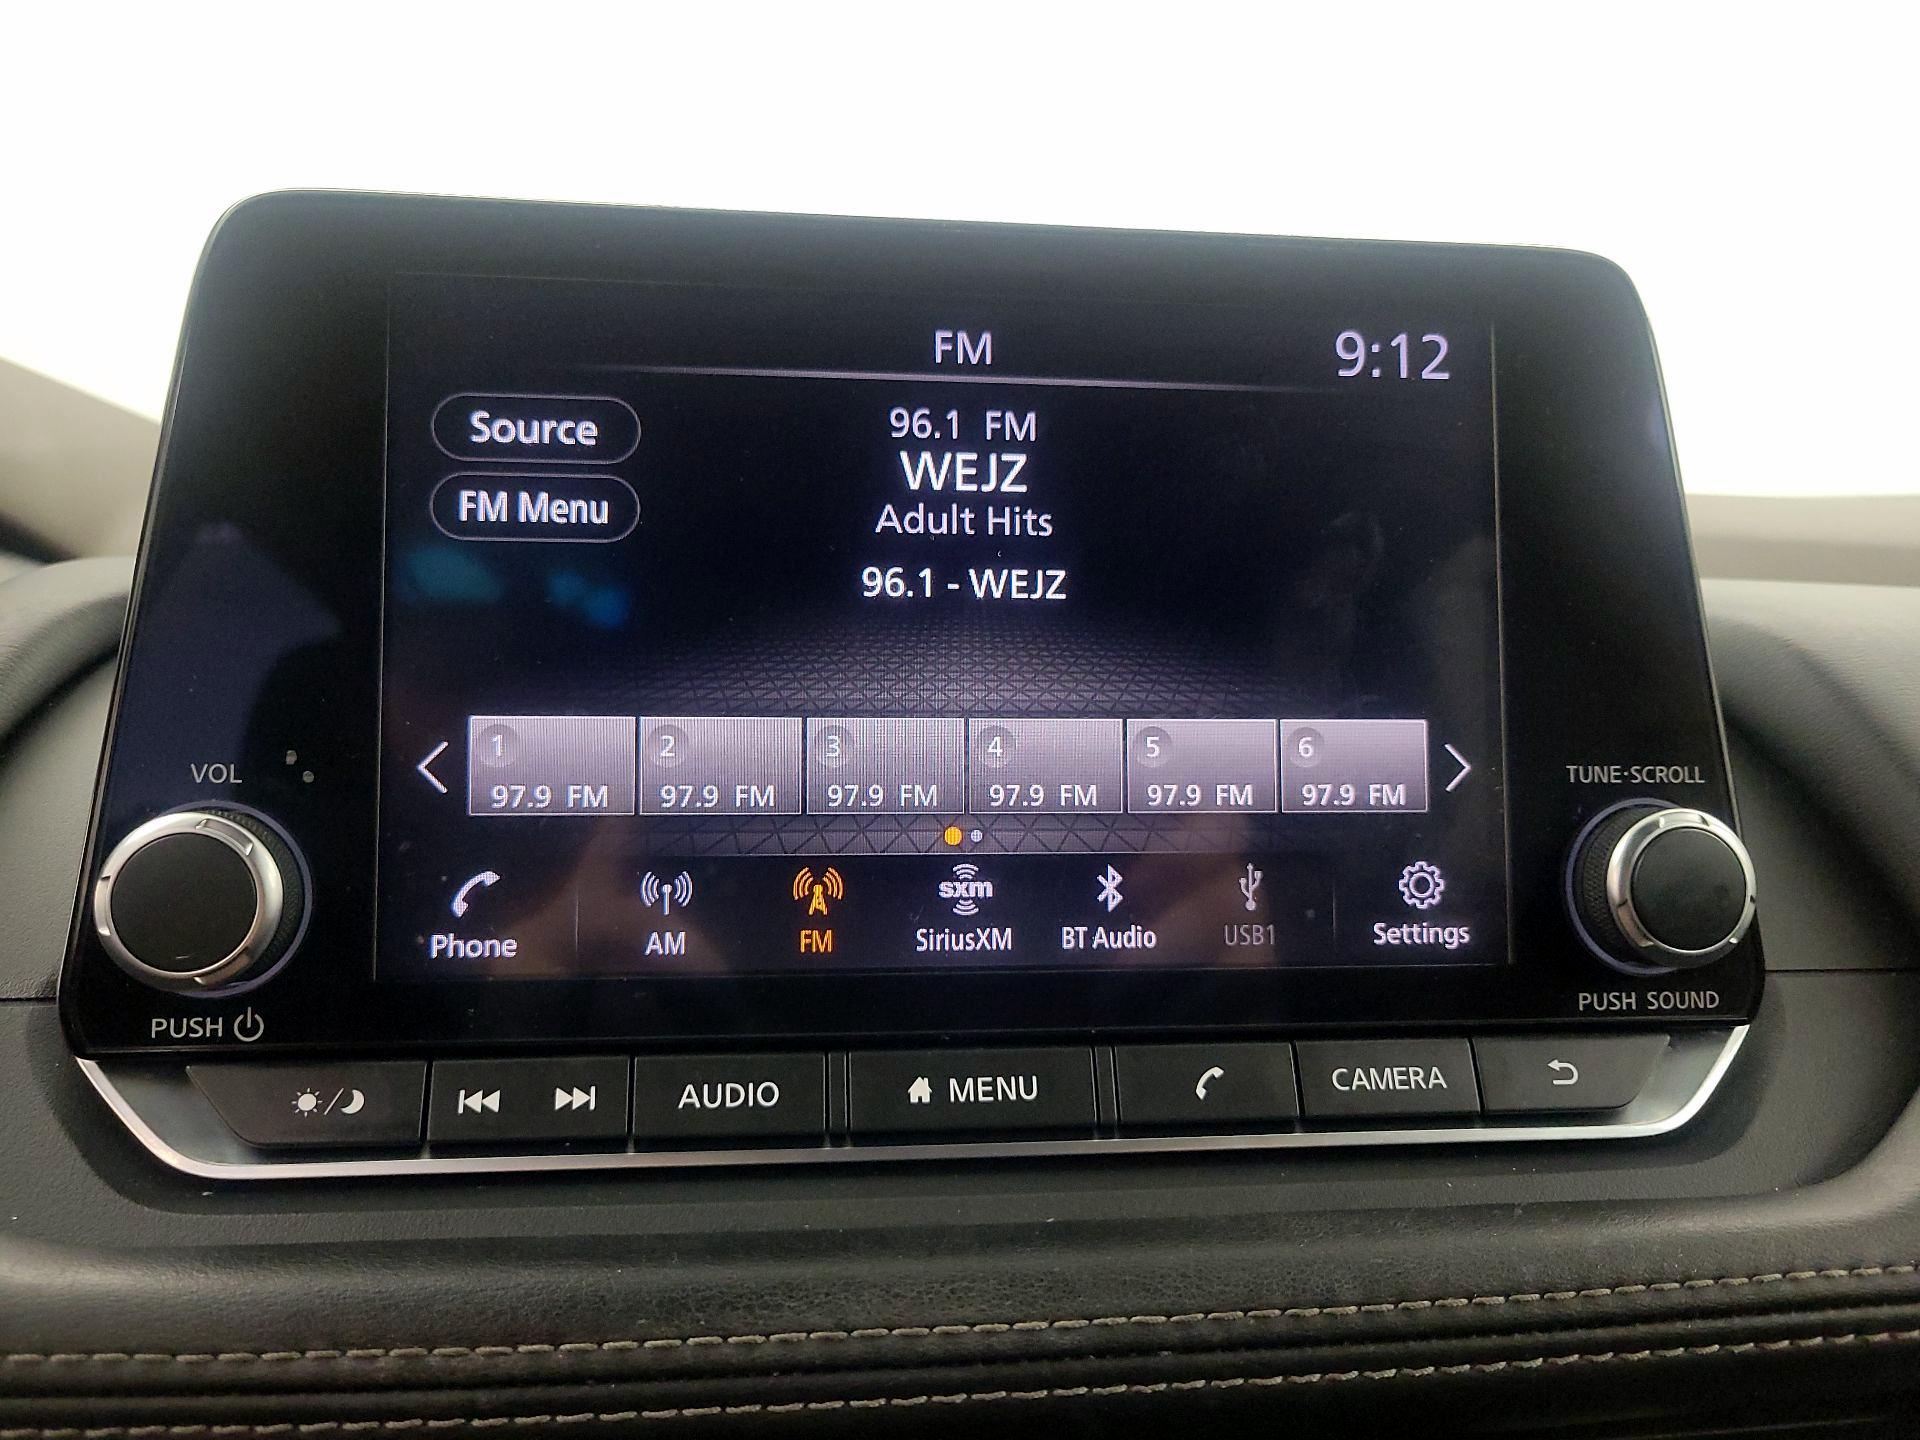 FM
9:12
Source
FM Menu
96.1 FM
WEJZ
Adult Hits
96.1 - WEJZ
1 2 3 4 5 6
97.9 FM 97.9 FM 97.9 FM 97.9 FM 97.9 FM 97.9 FM
VOL
TUNE·SCROLL
sxm
Phone AM FM SiriusXM BT Audio USB1 Settings
PUSH
PUSH SOUND
AUDIO MENU CAMERA